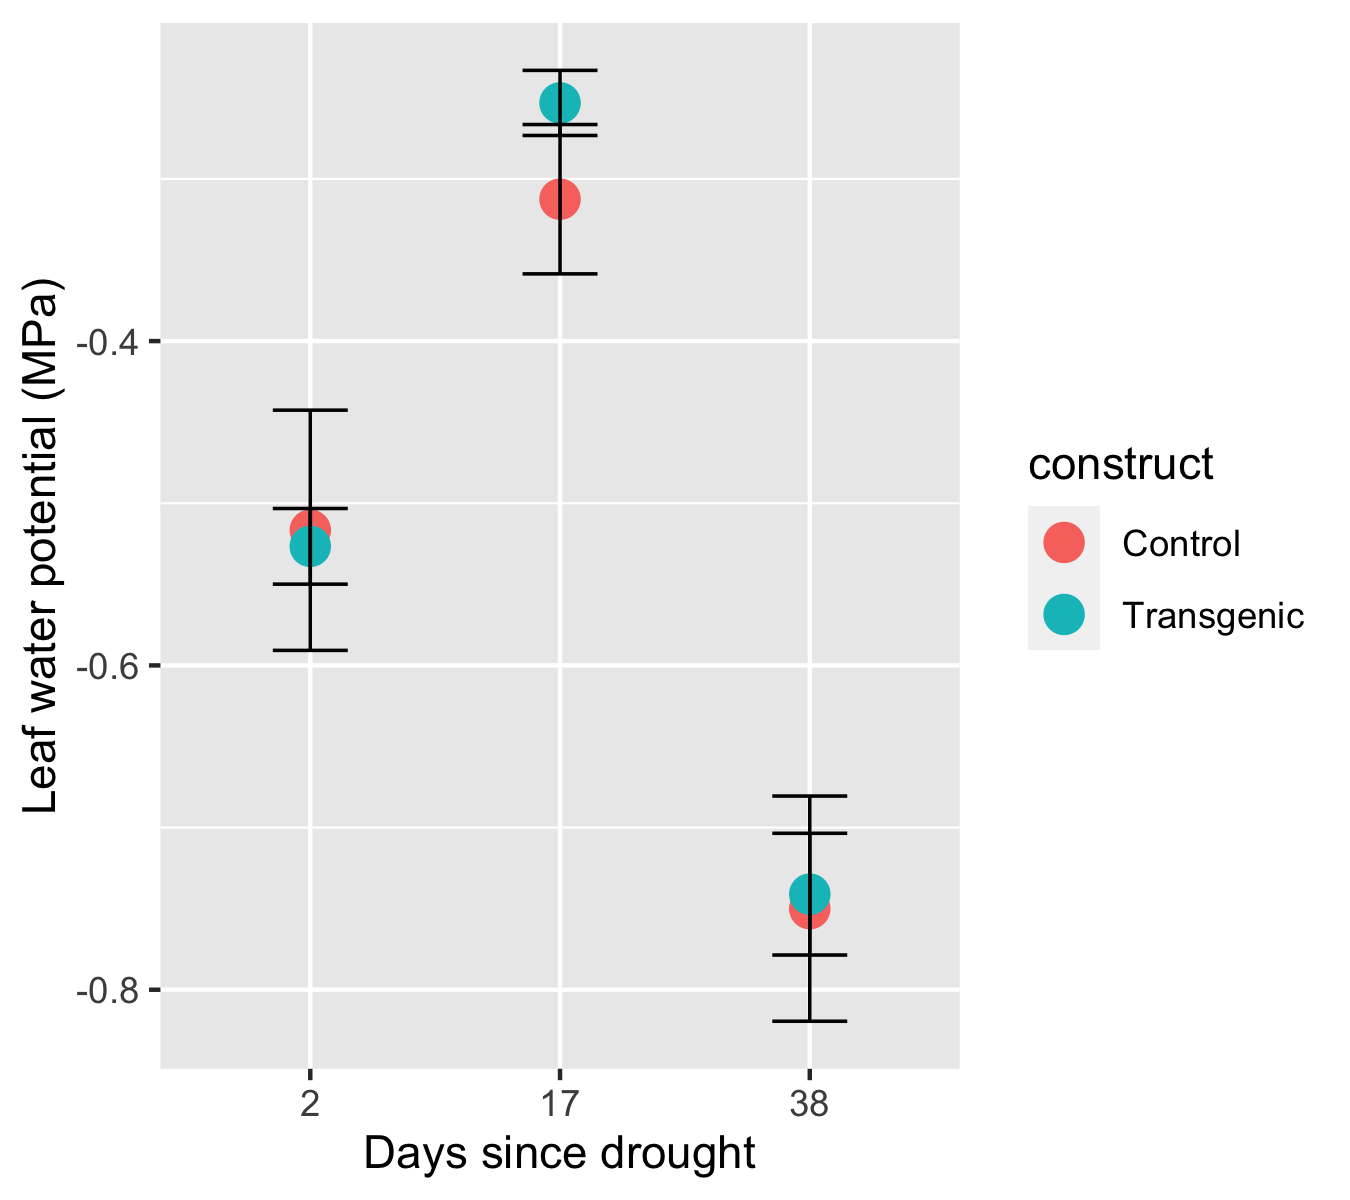 Leaf water potential (MPa)
-0.4
-0.6
-0.8
2 17 38
Days since drought
construct
Control
Transgenic